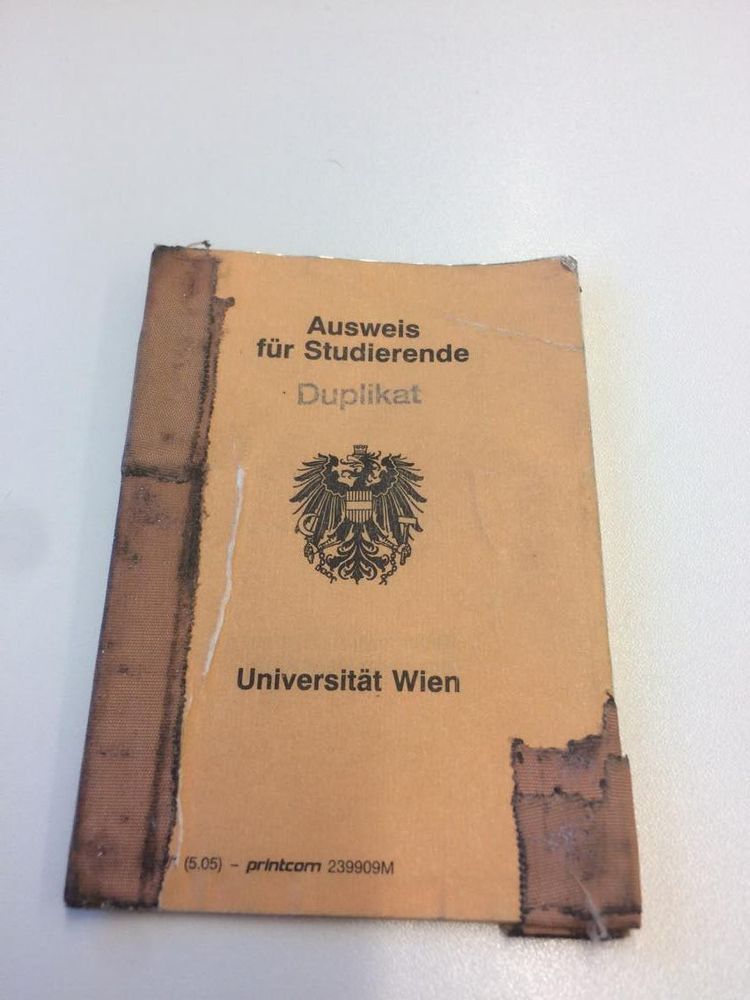 Ausweis
für Studierende
Duplikat
Universität Wien
(5.05) – printcom 239909M